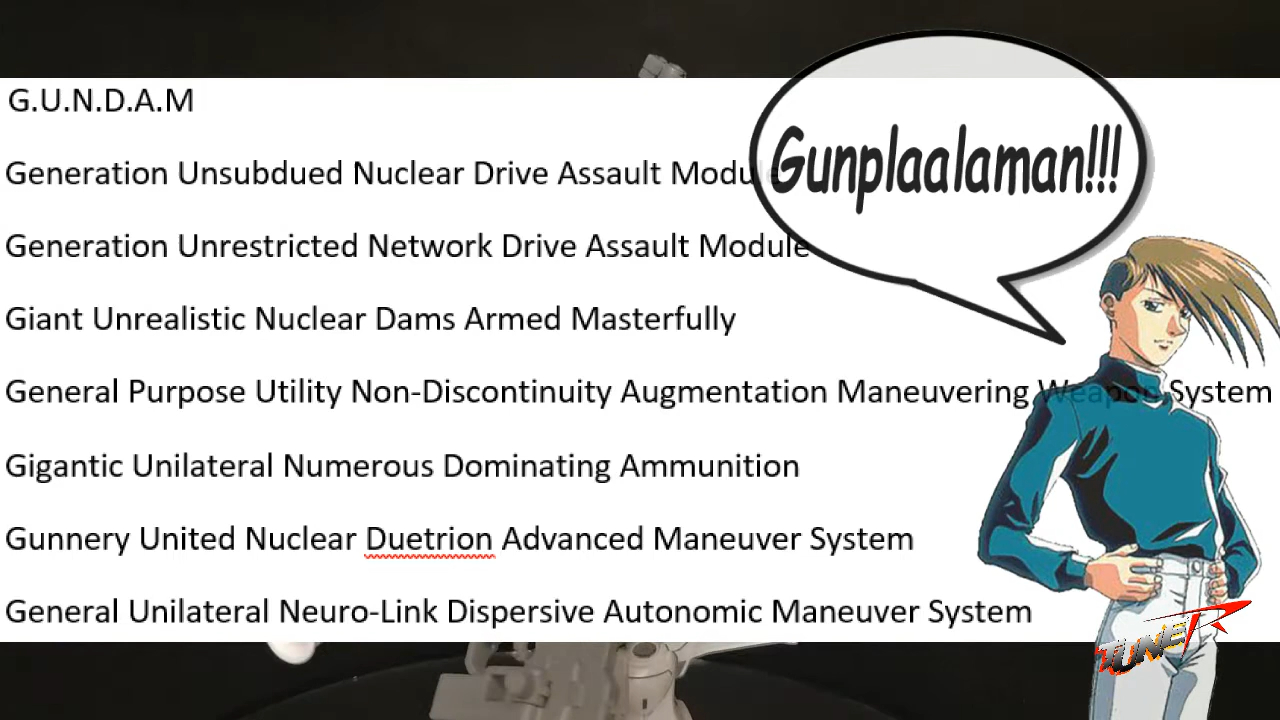 G.U.N.D.A.M
Generation Unsubdued Nuclear Drive Assault Module
Gunplaalaman!!!
Generation Unrestricted Network Drive Assault Module
Giant Unrealistic Nuclear Dams Armed Masterfully
General Purpose Utility Non-Discontinuity Augmentation Maneuvering Weapon System
Gigantic Unilateral Numerous Dominating Ammunition
Gunnery United Nuclear Duetrion Advanced Maneuver System
General Unilateral Neuro-Link Dispersive Autonomic Maneuver System
TUNER